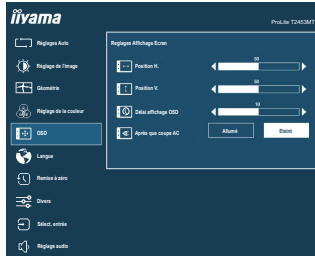 iiyama
ProLite T2453MT
Réglages Auto
Réglage de l'image
Géométrie
Réglage de la couleur
OSD
Langue
Remise à zéro
Divers
Sélect. entrée
Réglage audio
Reglages Affichage Ecran
Position H.
50
Position V.
50
Délai affichage OSD
10
Après que coupe AC
Allumé
Eteint